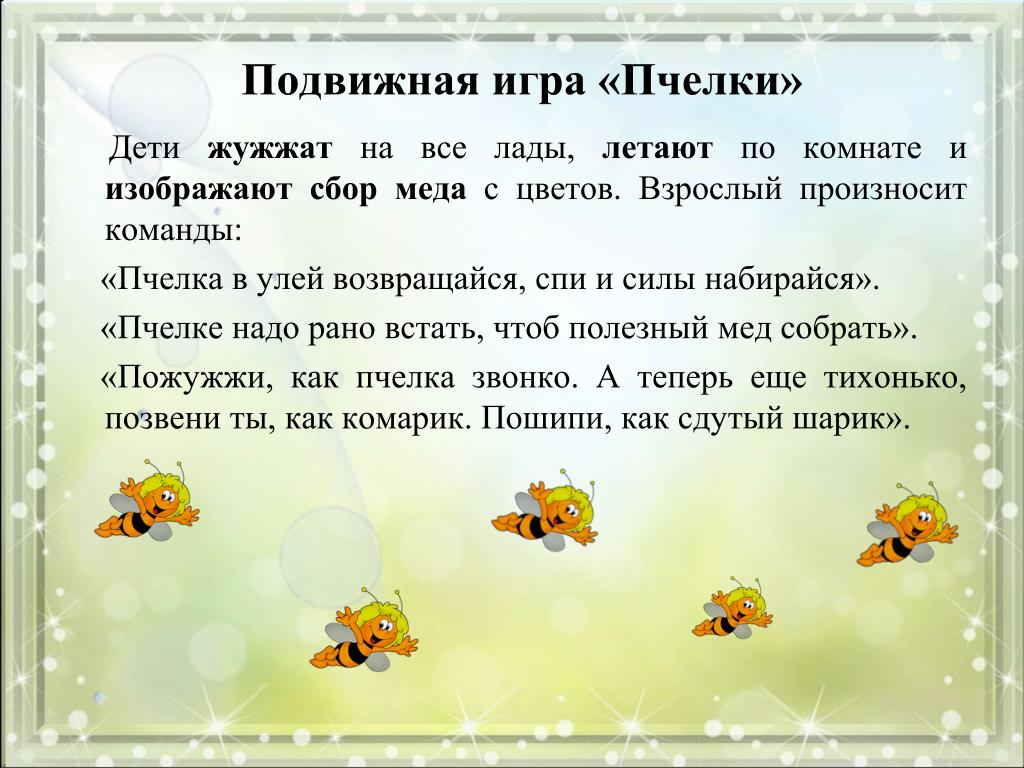 Подвижная игра «Пчелки»
Дети жужжат на все лады, летают по комнате и
изображают сбор меда с цветов. Взрослый произносит
команды:
«Пчелка в улей возвращайся, спи и силы набирайся».
«Пчелке надо рано встать, чтоб полезный мед собрать».
«Пожужжи, как пчелка звонко. А теперь еще тихонько,
позвени ты, как комарик. Пошипи, как сдутый шарик».